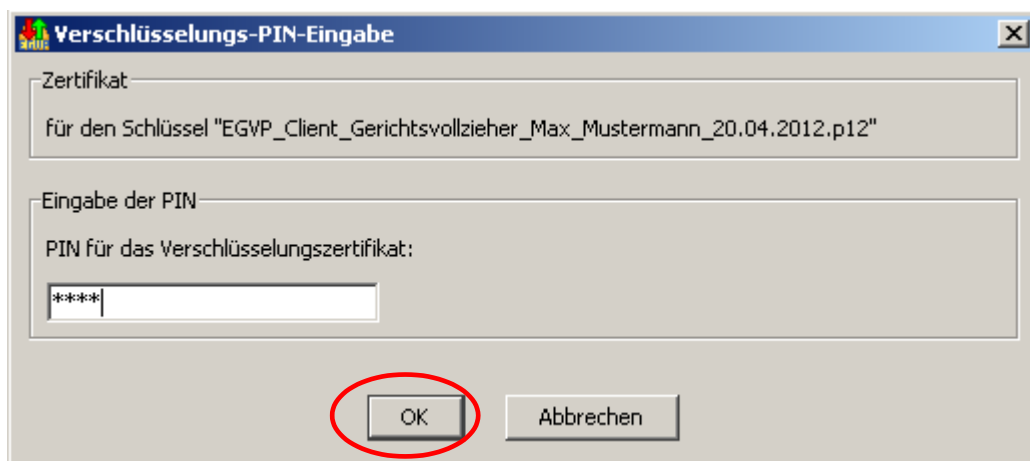 Verschlüsselungs-PIN-Eingabe
Zertifikat
für den Schlüssel "EGVP_Client_Gerichtsvollzieher_Max_Mustermann_20.04.2012.p12"
Eingabe der PIN
PIN für das Verschlüsselungszertifikat:
****
OK Abbrechen